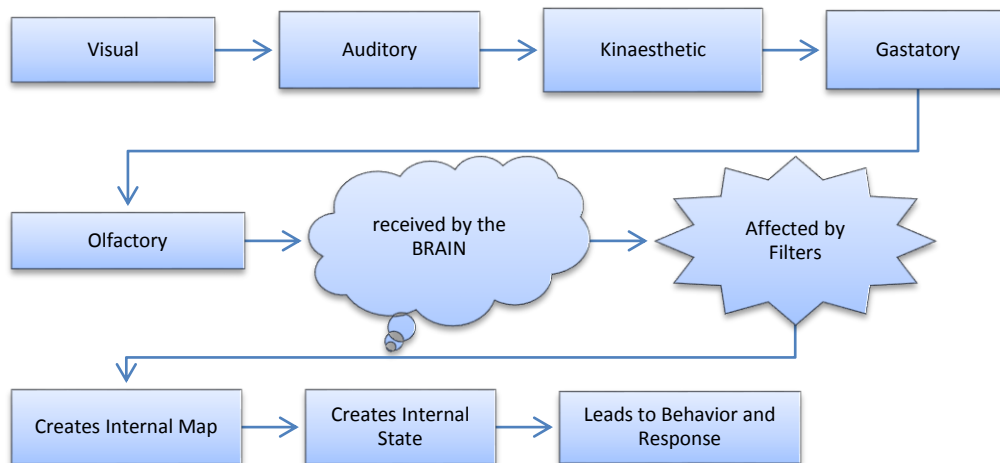 Visual
Auditory
Kinaesthetic
Gastatory
Olfactory
received by the
BRAIN
Affected by
Filters
Creates Internal Map
Creates Internal
State
Leads to Behavior and
Response